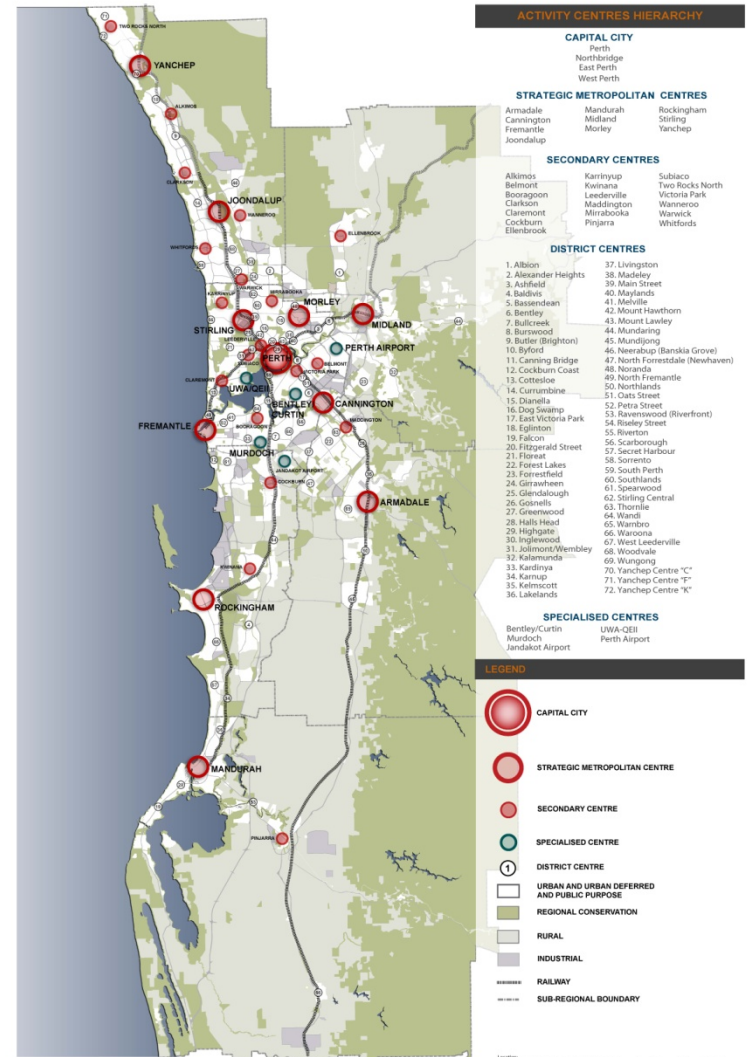 ACTIVITY CENTRES HIERARCHY
CAPITAL CITY
Perth
Northbridge
East Perth
West Perth
STRATEGIC METROPOLITAN CENTRES
Armadale
Cannington
Fremantle
Joondalup
Mandurah
Midland
Morley
Rockingham
Stirling
Yanchep
SECONDARY CENTRES
Alkimos
Belmont
Booragoon
Clarkson
Claremont
Cockburn
Ellenbrook
Karrinyup
Kwinana
Leederville
Maddington
Mirrabooka
Pinjarra
Subiaco
Two Rocks North
Victoria Park
Wanneroo
Warwick
Whitfords
DISTRICT CENTRES
1. Albion
2. Alexander Heights
3. Ashfield
4. Baldivis
5. Bassendean
6. Bentley
7. Bullcreek
8. Burswood
9. Butler (Brighton)
10. Byford
11. Canning Bridge
12. Cockburn Coast
13. Cottesloe
14. Currumbine
15. Dianella
16. Dog Swamp
17. East Victoria Park
18. Eglinton
19. Falcon
20. Fitzgerald Street
21. Floreat
22. Forest Lakes
23. Forrestfield
24. Girrawheen
25. Glendalough
26. Gosnells
27. Greenwood
28. Halls Head
29. Highgate
30. Inglewood
31. Jolimont/Wembley
32. Kalamunda
33. Kardinya
34. Karnup
35. Kelmscott
36. Lakelands
37. Livingston
38. Madeley
39. Main Street
40. Maylands
41. Melville
42. Mount Hawthorn
43. Mount Lawley
44. Mundaring
45. Mundijong
46. Neerabup (Banskia Grove)
47. North Forrestdale (Newhaven)
48. Noranda
49. North Fremantle
50. Northlands
51. Oats Street
52. Petra Street
53. Ravenswood (Riverfront)
54. Riseley Street
55. Riverton
56. Scarborough
57. Secret Harbour
58. Sorrento
59. South Perth
60. Southlands
61. Spearwood
62. Stirling Central
63. Thornlie
64. Wandi
65. Warnbro
66. Waroona
67. West Leederville
68. Woodvale
69. Wungong
70. Yanchep Centre "C"
71. Yanchep Centre "F"
72. Yanchep Centre "K"
SPECIALISED CENTRES
Bentley/Curtin
Murdoch
Jandakot Airport
UWA-QEII
Perth Airport
LEGEND
CAPITAL CITY
STRATEGIC METROPOLITAN CENTRE
SECONDARY CENTRE
SPECIALISED CENTRE
1 DISTRICT CENTRE
URBAN AND URBAN DEFERRED
AND PUBLIC PURPOSE
REGIONAL CONSERVATION
RURAL
INDUSTRIAL
RAILWAY
SUB-REGIONAL BOUNDARY
TWO ROCKS NORTH
YANCHEP
ALKIMOS
CLARKSON
JOONDALUP
WANNEROO
WHITFORDS
ELLENBROOK
WARWICK
KARRINYUP
MIRRABOOKA
MORLEY
STIRLING
MIDLAND
LEEDERVILLE
PERTH AIRPORT
PERTH
SUBIACO
BELMONT
VICTORIA PARK
CLAREMONT
UWA/QEII
BENTLEY
CURTIN
CANNINGTON
FREMANTLE
BOORAGOON
MADDINGTON
MURDOCH
JANDAKOT AIRPORT
COCKBURN
ARMADALE
KWINANA
ROCKINGHAM
MANDURAH
PINJARRA